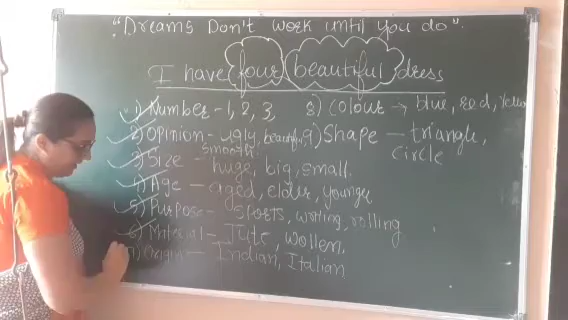 "Dreams Don't work until you do".
I have four beautiful dress
1) Number - 1, 2, 3, 8) Colour -> blue, red, Yellow
2) Opinion - ugly, beautiful, 9) Shape - triangle,
smooth. circle
3) Size - huge, big, small.
4) Age - aged, elder, younger
5) Purpose - sports, writing, rolling
6) Material - Jute, wollen.
7) Origin - Indian, Italian